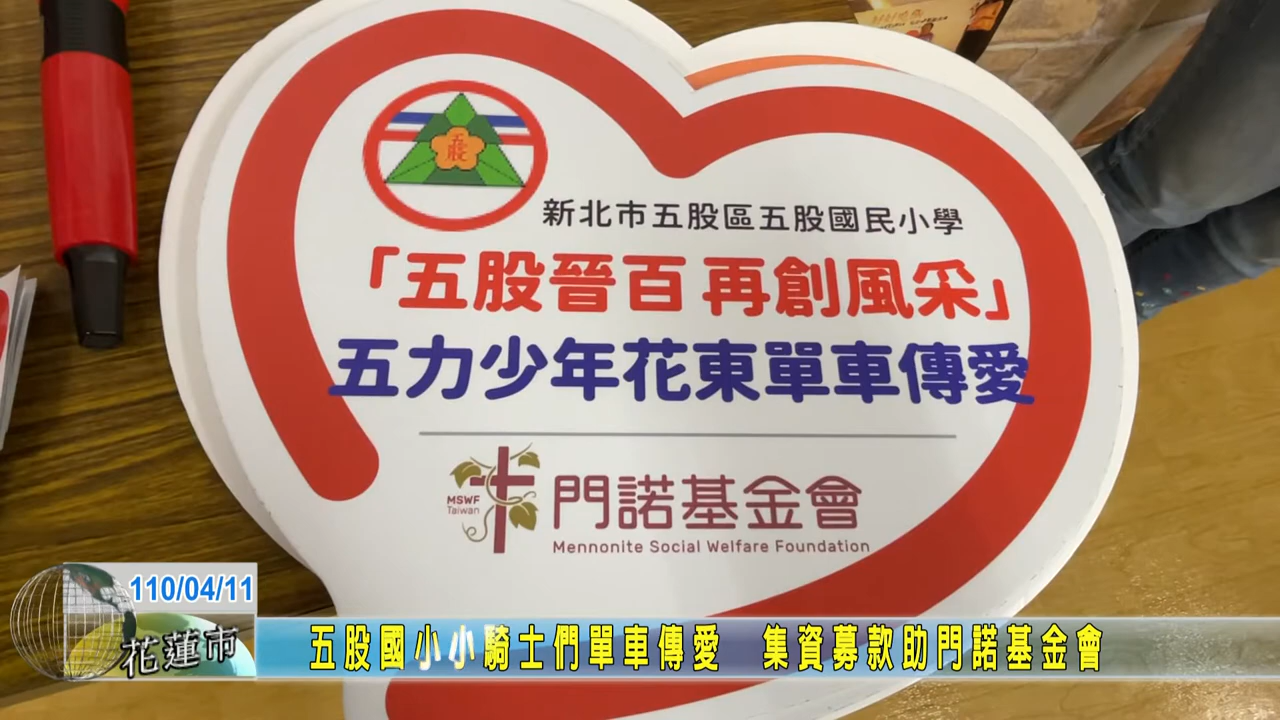 五股
新北市五股區五股國民小學
「五股晉百 再創風采」
五力少年花東單車傳愛
MSWF
Taiwan
門諾基金會
Mennonite Social Welfare Foundation
110/04/11
花蓮市
五股國小小騎士們單車傳愛 集資募款助門諾基金會